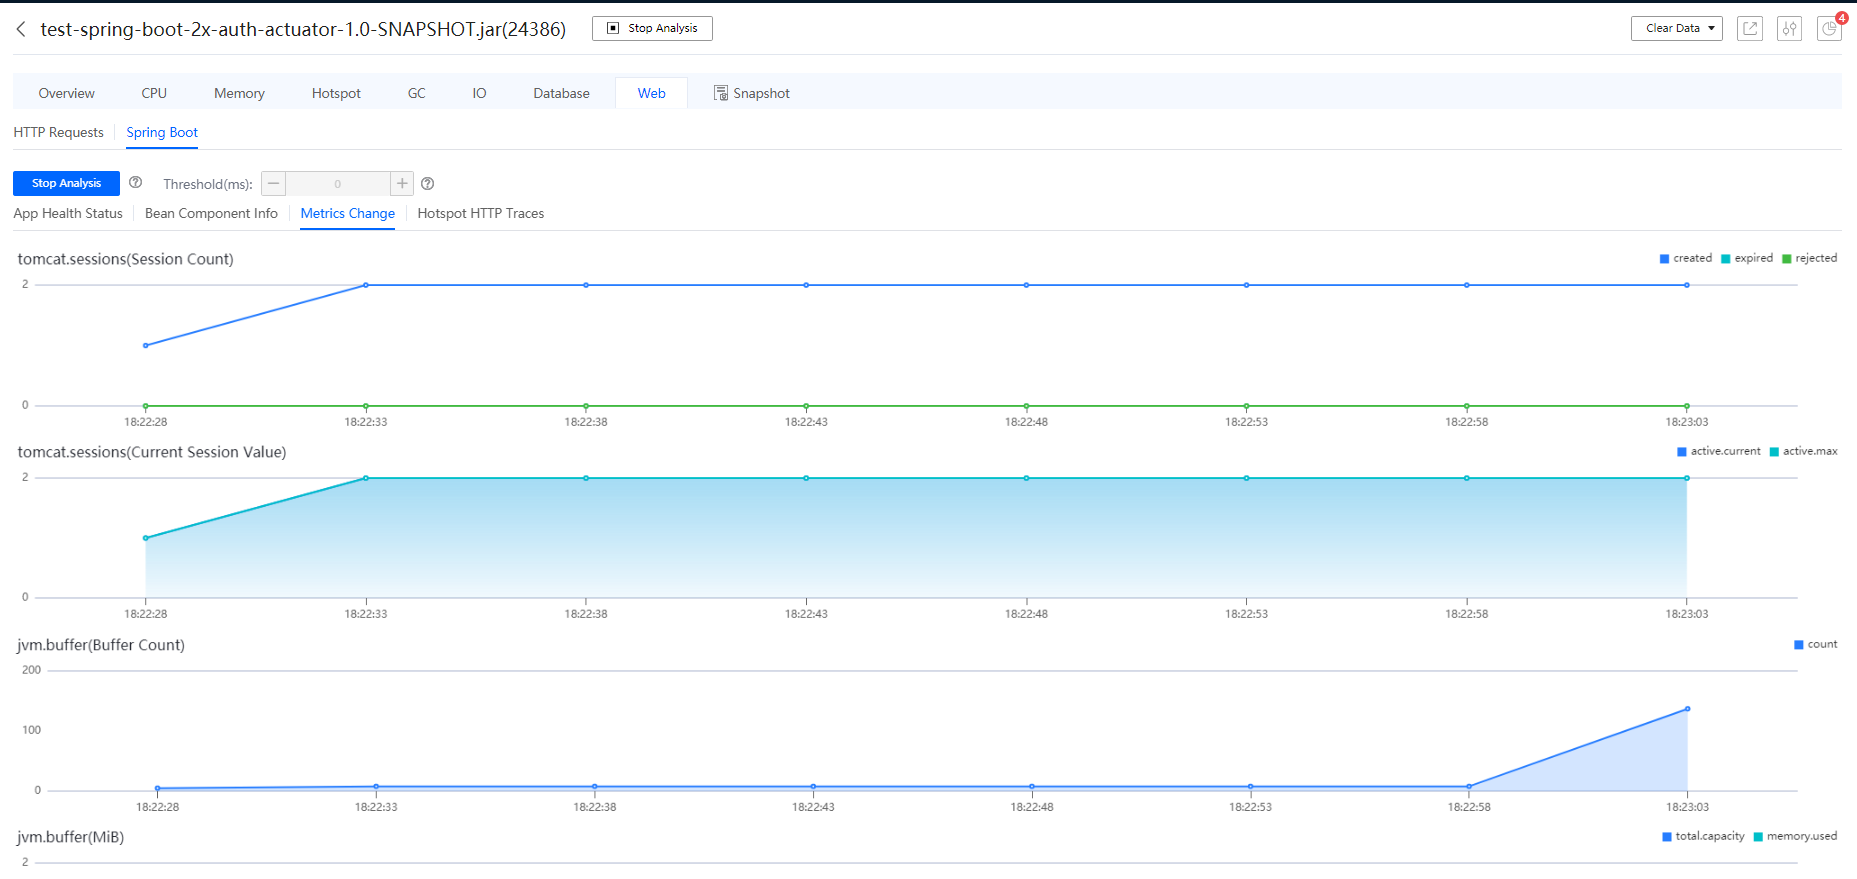 test-spring-boot-2x-auth-actuator-1.0-SNAPSHOT.jar(24386) Stop Analysis Clear Data 4
Overview CPU Memory Hotspot GC IO Database Web Snapshot
HTTP Requests Spring Boot
Stop Analysis ? Threshold(ms): − 0 + ?
App Health Status Bean Component Info Metrics Change Hotspot HTTP Traces
tomcat.sessions(Session Count) created expired rejected
2
0
18:22:28 18:22:33 18:22:38 18:22:43 18:22:48 18:22:53 18:22:58 18:23:03
tomcat.sessions(Current Session Value) active.current active.max
2
0
18:22:28 18:22:33 18:22:38 18:22:43 18:22:48 18:22:53 18:22:58 18:23:03
jvm.buffer(Buffer Count) count
200
100
0
18:22:28 18:22:33 18:22:38 18:22:43 18:22:48 18:22:53 18:22:58 18:23:03
jvm.buffer(MiB) total.capacity memory.used
2